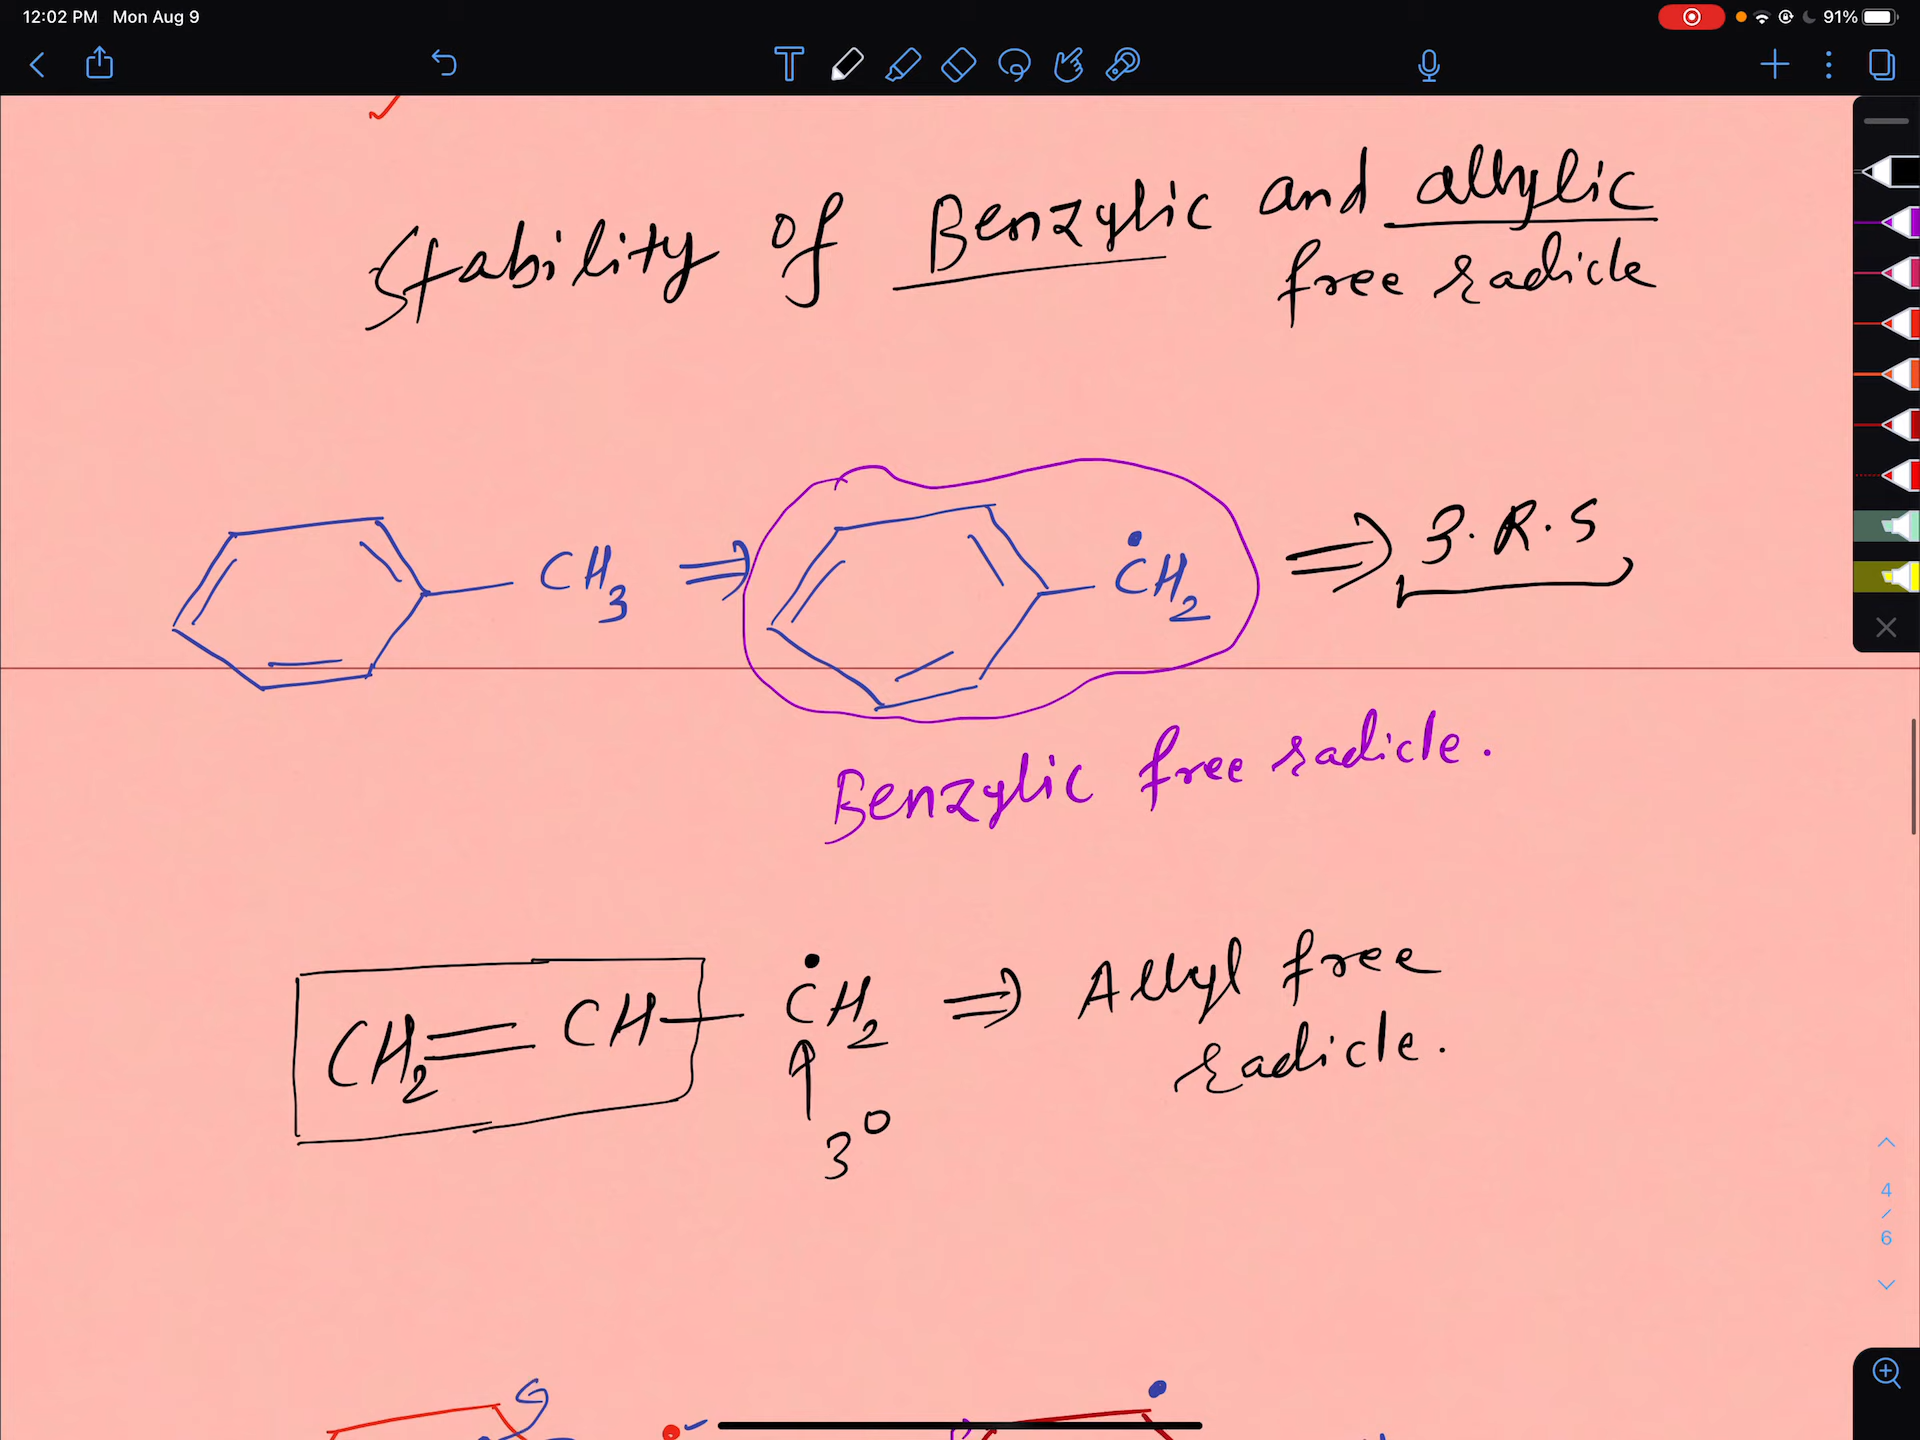 12:02 PM Mon Aug 9
91%
Stability of Benzylic and allylic
free radicle
CH3 ⇒ ĊH2 ⇒ 3.R.S
Benzylic free radicle.
CH2=CH-ĊH2 ⇒ Allyl free
radicle.
3°
4
/
6